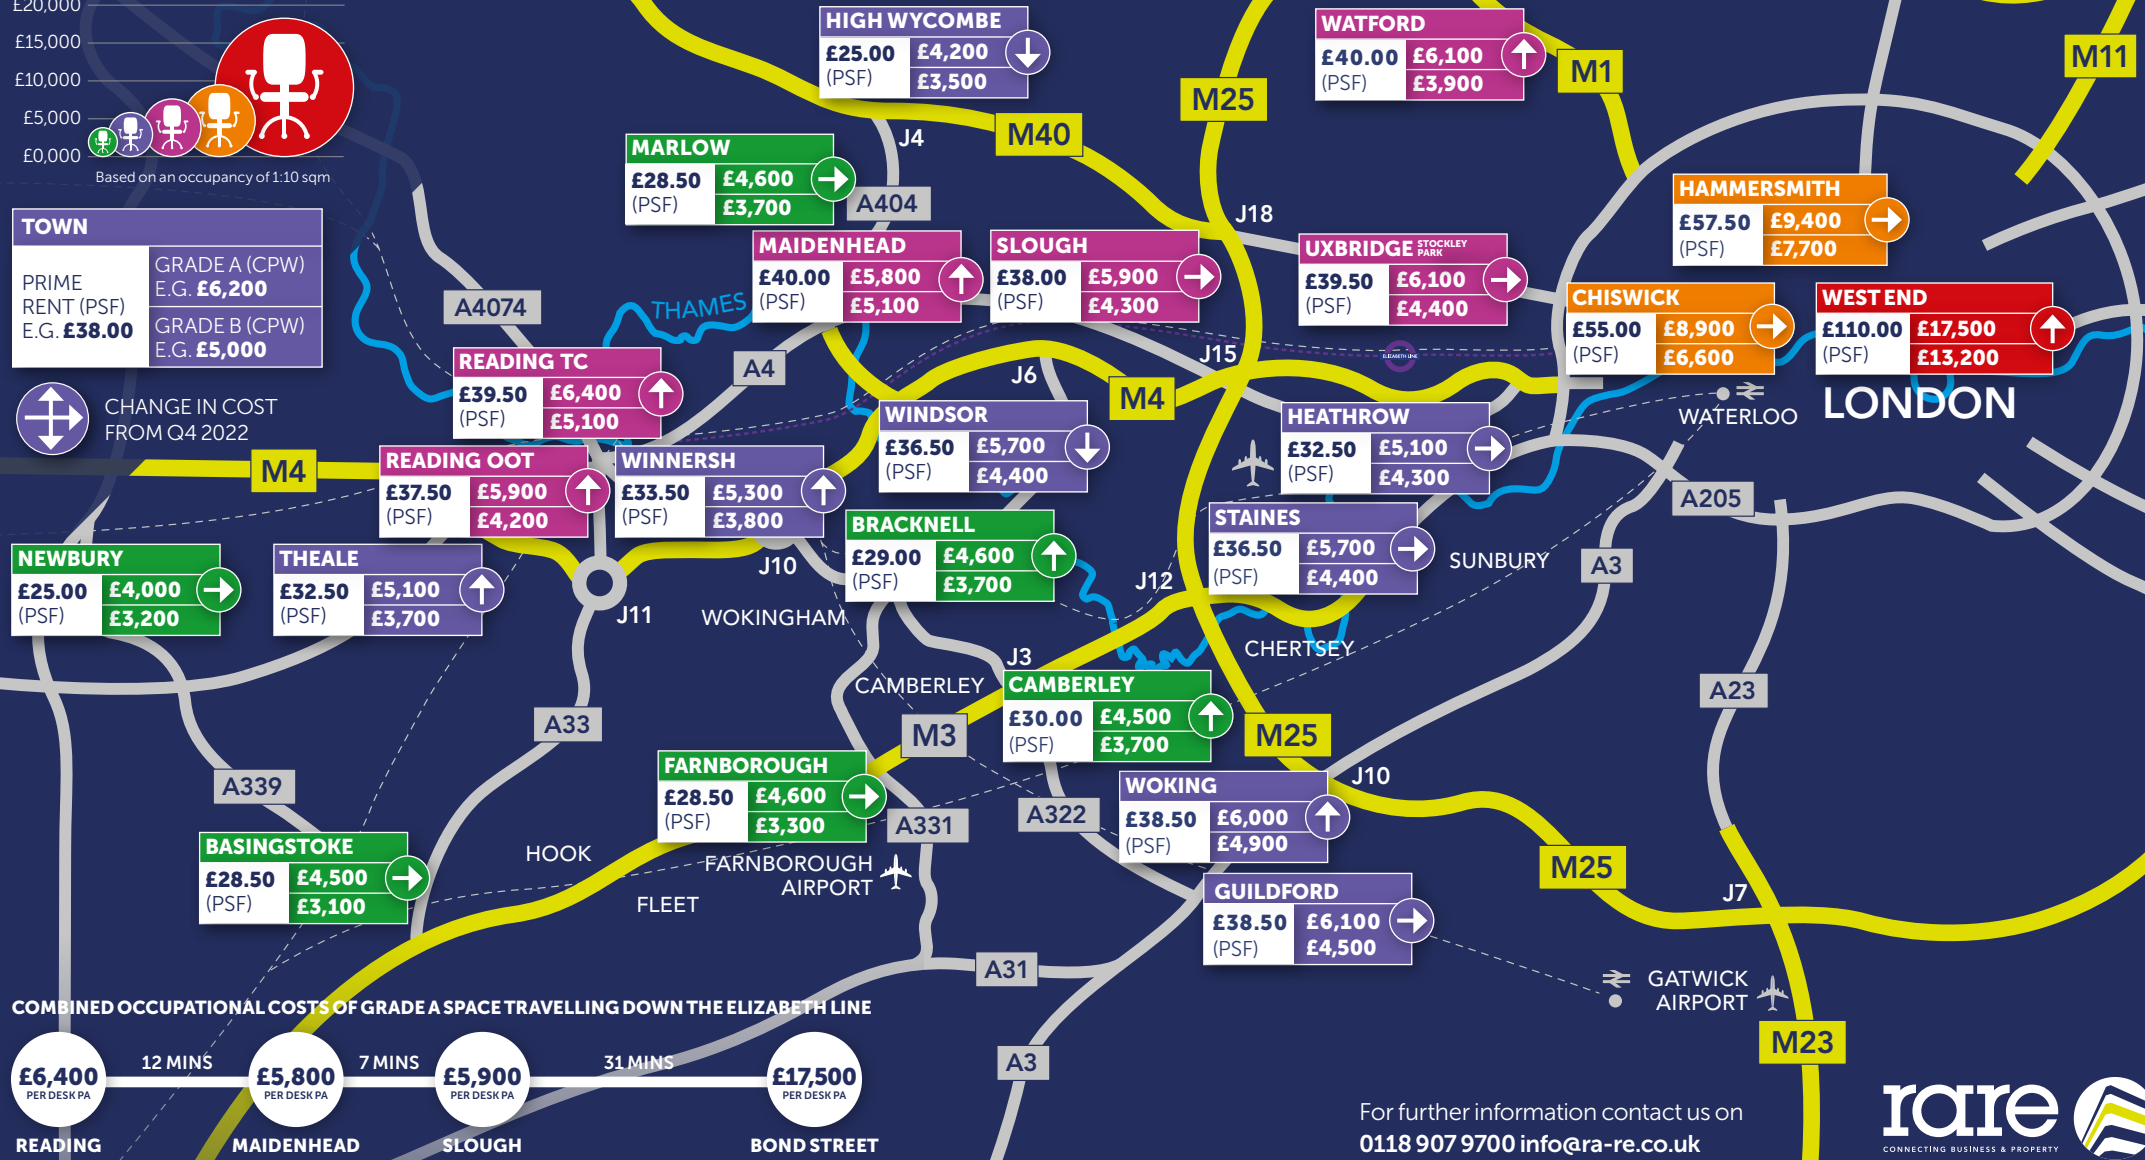 £20,000
£15,000
£10,000
£5,000
£0,000
Based on an occupancy of 1:10 sqm
TOWN
PRIME
RENT (PSF)
E.G. £38.00
GRADE A (CPW)
E.G. £6,200
GRADE B (CPW)
E.G. £5,000
CHANGE IN COST
FROM Q4 2022
HIGH WYCOMBE
£25.00
(PSF)
£4,200
£3,500
WATFORD
£40.00
(PSF)
£6,100
£3,900
M1
M11
M25
M40
J4
MARLOW
£28.50
(PSF)
£4,600
£3,700
A404
J18
HAMMERSMITH
£57.50
(PSF)
£9,400
£7,700
MAIDENHEAD
£40.00
(PSF)
£5,800
£5,100
SLOUGH
£38.00
(PSF)
£5,900
£4,300
UXBRIDGE STOCKLEY
PARK
£39.50
(PSF)
£6,100
£4,400
CHISWICK
£55.00
(PSF)
£8,900
£6,600
WEST END
£110.00
(PSF)
£17,500
£13,200
A4074
THAMES
READING TC
£39.50
(PSF)
£6,400
£5,100
A4
J6
J15
ELIZABETH LINE
M4
WATERLOO
LONDON
WINDSOR
£36.50
(PSF)
£5,700
£4,400
HEATHROW
£32.50
(PSF)
£5,100
£4,300
M4
READING OOT
£37.50
(PSF)
£5,900
£4,200
WINNERSH
£33.50
(PSF)
£5,300
£3,800
A205
BRACKNELL
£29.00
(PSF)
£4,600
£3,700
STAINES
£36.50
(PSF)
£5,700
£4,400
SUNBURY
A3
NEWBURY
£25.00
(PSF)
£4,000
£3,200
THEALE
£32.50
(PSF)
£5,100
£3,700
J10
J11
WOKINGHAM
J12
CHERTSEY
J3
CAMBERLEY
CAMBERLEY
£30.00
(PSF)
£4,500
£3,700
A23
A33
M3
M25
FARNBOROUGH
£28.50
(PSF)
£4,600
£3,300
A339
J10
WOKING
£38.50
(PSF)
£6,000
£4,900
A322
A331
BASINGSTOKE
£28.50
(PSF)
£4,500
£3,100
HOOK
FARNBOROUGH
AIRPORT
FLEET
M25
J7
GUILDFORD
£38.50
(PSF)
£6,100
£4,500
A31
GATWICK
AIRPORT
M23
A3
COMBINED OCCUPATIONAL COSTS OF GRADE A SPACE TRAVELLING DOWN THE ELIZABETH LINE
£6,400
PER DESK PA
12 MINS
£5,800
PER DESK PA
7 MINS
£5,900
PER DESK PA
31 MINS
£17,500
PER DESK PA
READING
MAIDENHEAD
SLOUGH
BOND STREET
For further information contact us on
0118 907 9700 info@ra-re.co.uk
rare
CONNECTING BUSINESS & PROPERTY